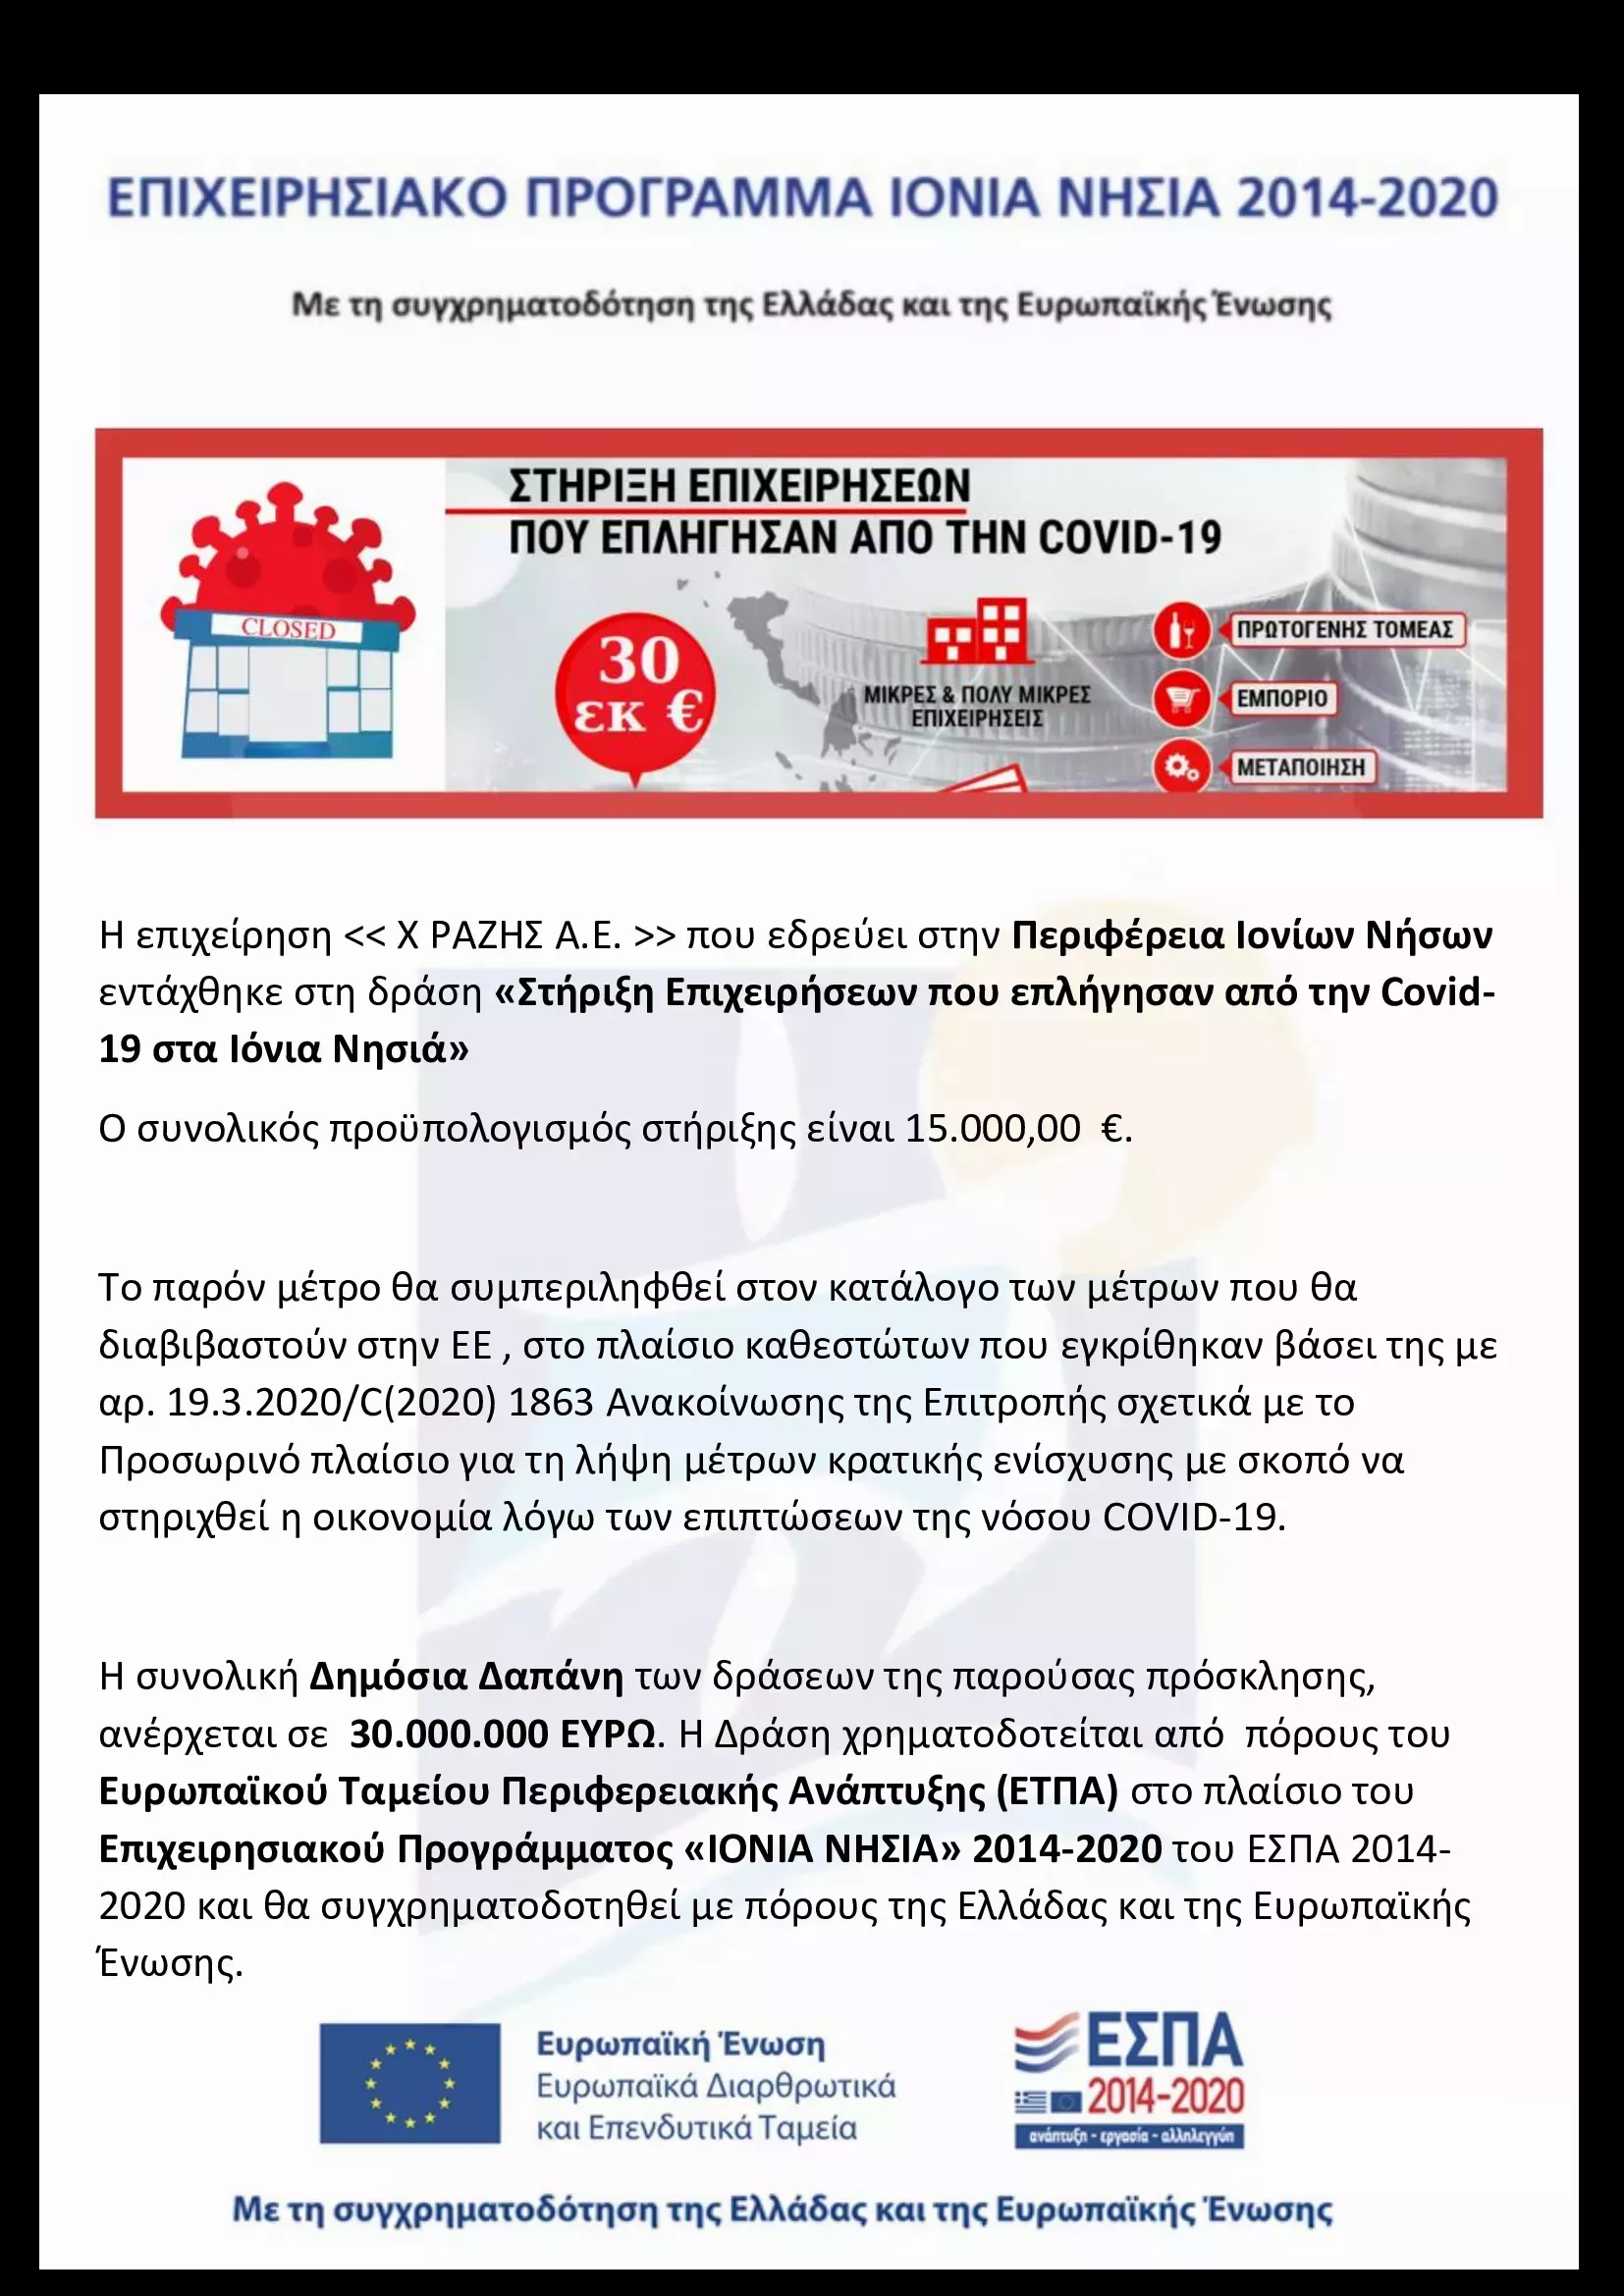 ΕΠΙΧΕΙΡΗΣΙΑΚΟ ΠΡΟΓΡΑΜΜΑ ΙΟΝΙΑ ΝΗΣΙΑ 2014-2020
Με τη συγχρηματοδότηση της Ελλάδας και της Ευρωπαϊκής Ένωσης
ΣΤΗΡΙΞΗ ΕΠΙΧΕΙΡΗΣΕΩΝ
ΠΟΥ ΕΠΛΗΓΗΣΑΝ ΑΠΟ ΤΗΝ COVID-19
CLOSED
30
εκ €
ΜΙΚΡΕΣ & ΠΟΛΥ ΜΙΚΡΕΣ
ΕΠΙΧΕΙΡΗΣΕΙΣ
ΠΡΩΤΟΓΕΝΗΣ ΤΟΜΕΑΣ
ΕΜΠΟΡΙΟ
ΜΕΤΑΠΟΙΗΣΗ
Η επιχείρηση << Χ ΡΑΖΗΣ Α.Ε. >> που εδρεύει στην Περιφέρεια Ιονίων Νήσων
εντάχθηκε στη δράση «Στήριξη Επιχειρήσεων που επλήγησαν από την Covid-
19 στα Ιόνια Νησιά»
Ο συνολικός προϋπολογισμός στήριξης είναι 15.000,00 €.
Το παρόν μέτρο θα συμπεριληφθεί στον κατάλογο των μέτρων που θα
διαβιβαστούν στην ΕΕ , στο πλαίσιο καθεστώτων που εγκρίθηκαν βάσει της με
αρ. 19.3.2020/C(2020) 1863 Ανακοίνωσης της Επιτροπής σχετικά με το
Προσωρινό πλαίσιο για τη λήψη μέτρων κρατικής ενίσχυσης με σκοπό να
στηριχθεί η οικονομία λόγω των επιπτώσεων της νόσου COVID-19.
Η συνολική Δημόσια Δαπάνη των δράσεων της παρούσας πρόσκλησης,
ανέρχεται σε 30.000.000 ΕΥΡΩ. Η Δράση χρηματοδοτείται από πόρους του
Ευρωπαϊκού Ταμείου Περιφερειακής Ανάπτυξης (ΕΤΠΑ) στο πλαίσιο του
Επιχειρησιακού Προγράμματος «ΙΟΝΙΑ ΝΗΣΙΑ» 2014-2020 του ΕΣΠΑ 2014-
2020 και θα συγχρηματοδοτηθεί με πόρους της Ελλάδας και της Ευρωπαϊκής
Ένωσης.
Ευρωπαϊκή Ένωση
Ευρωπαϊκά Διαρθρωτικά
και Επενδυτικά Ταμεία
ΕΣΠΑ
2014-2020
ανάπτυξη - εργασία - αλληλεγγύη
Με τη συγχρηματοδότηση της Ελλάδας και της Ευρωπαϊκής Ένωσης